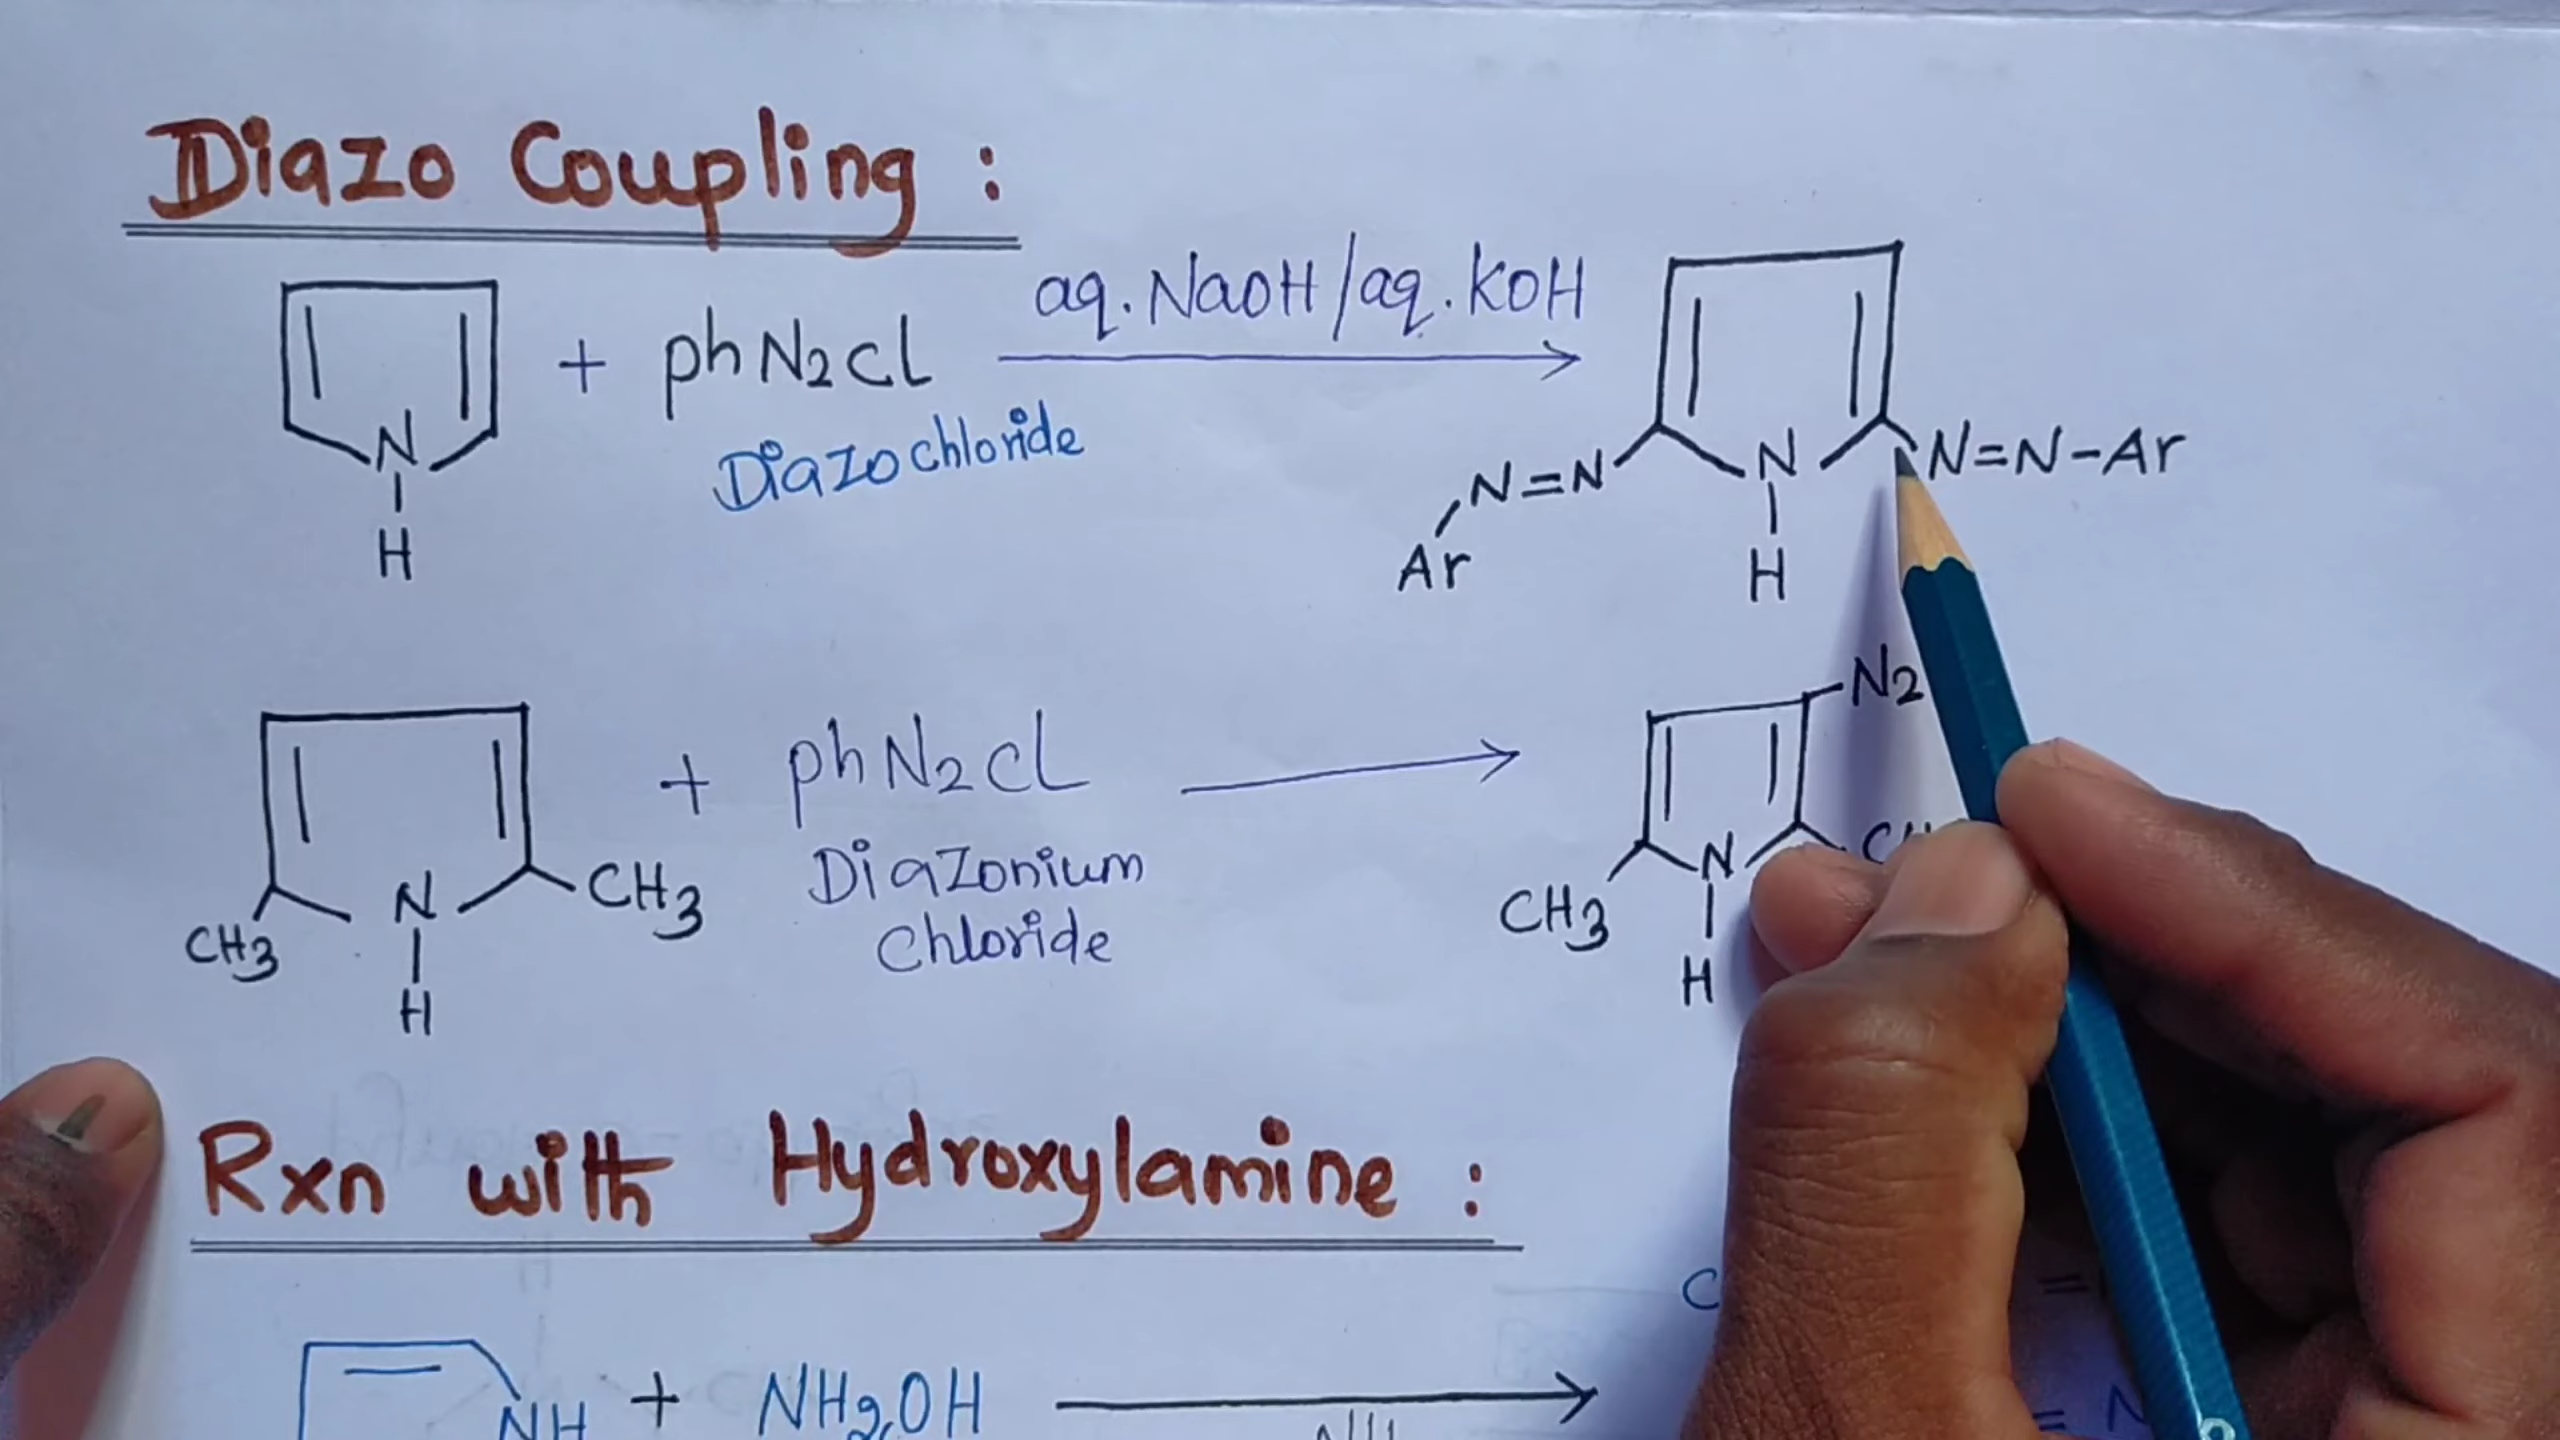 Diazo Coupling :
aq. NaOH/aq. KOH
N
H
+ phN2Cl
Diazochloride
Ar N=N
N
H
N=N-Ar
CH3
N
H
CH3
+ phN2Cl
Diazonium
Chloride
N2
CH3
N
H
Rxn with Hydroxylamine :
NH + NH2OH